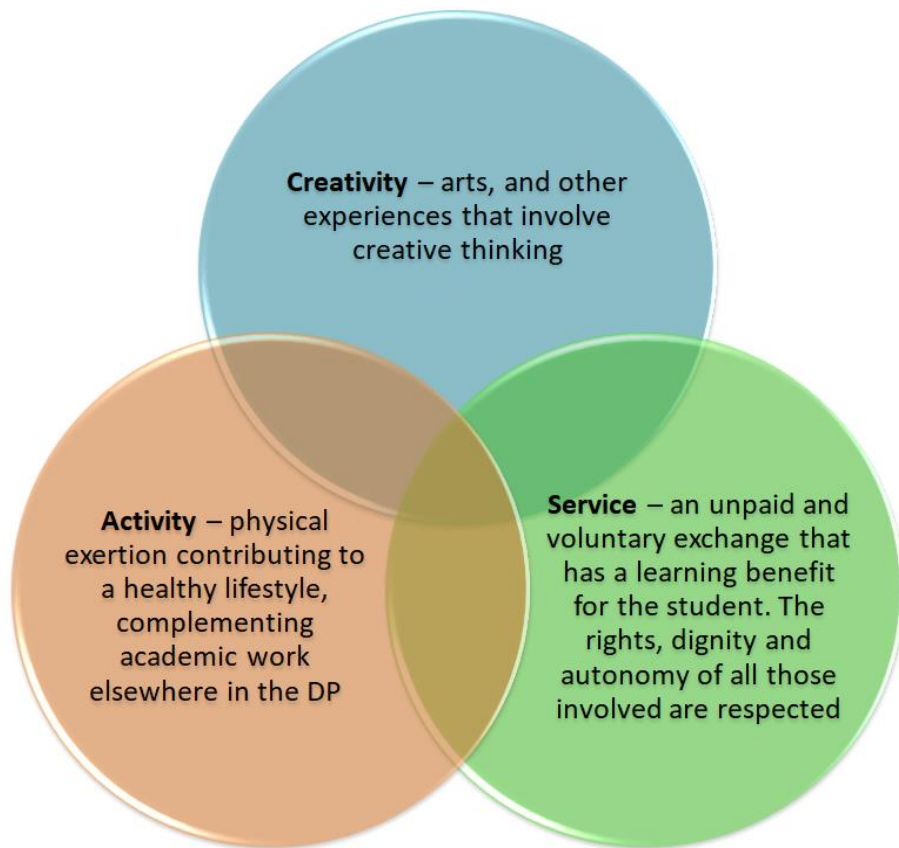 Creativity – arts, and other
experiences that involve
creative thinking
Activity – physical
exertion contributing to
a healthy lifestyle,
complementing
academic work
elsewhere in the DP
Service – an unpaid and
voluntary exchange that
has a learning benefit
for the student. The
rights, dignity and
autonomy of all those
involved are respected